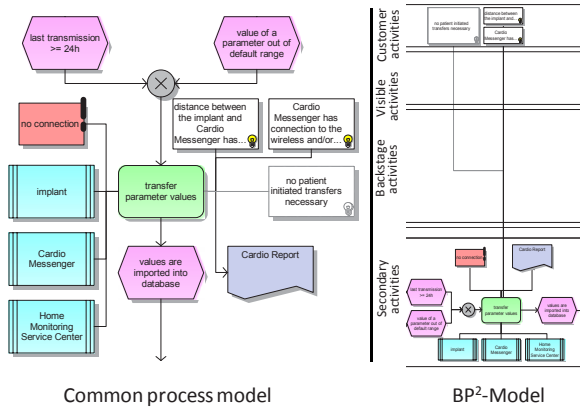 last transmission
>= 24h
value of a
parameter out of
default range
no connection
distance between
the implant and
Cardio
Messenger has...
Cardio
Messenger has
connection to the
wireless and/or...
implant
transfer
parameter values
no patient
initiated transfers
necessary
Cardio
Messenger
values are
imported into
database
Cardio Report
Home
Monitoring
Service Center
Common process model
Customer
activities
no patient
initiated transfers
necessary
distance between
the implant and...
Cardio
Messenger has...
Visible
activities
Backstage
activities
Secondary
activities
no connection
Cardio Report
last transmission
>= 24h
value of a
parameter out of
default range
transfer
parameter values
values are
imported into
database
implant
Cardio
Messenger
Home
Monitoring
Service Center
BP²-Model